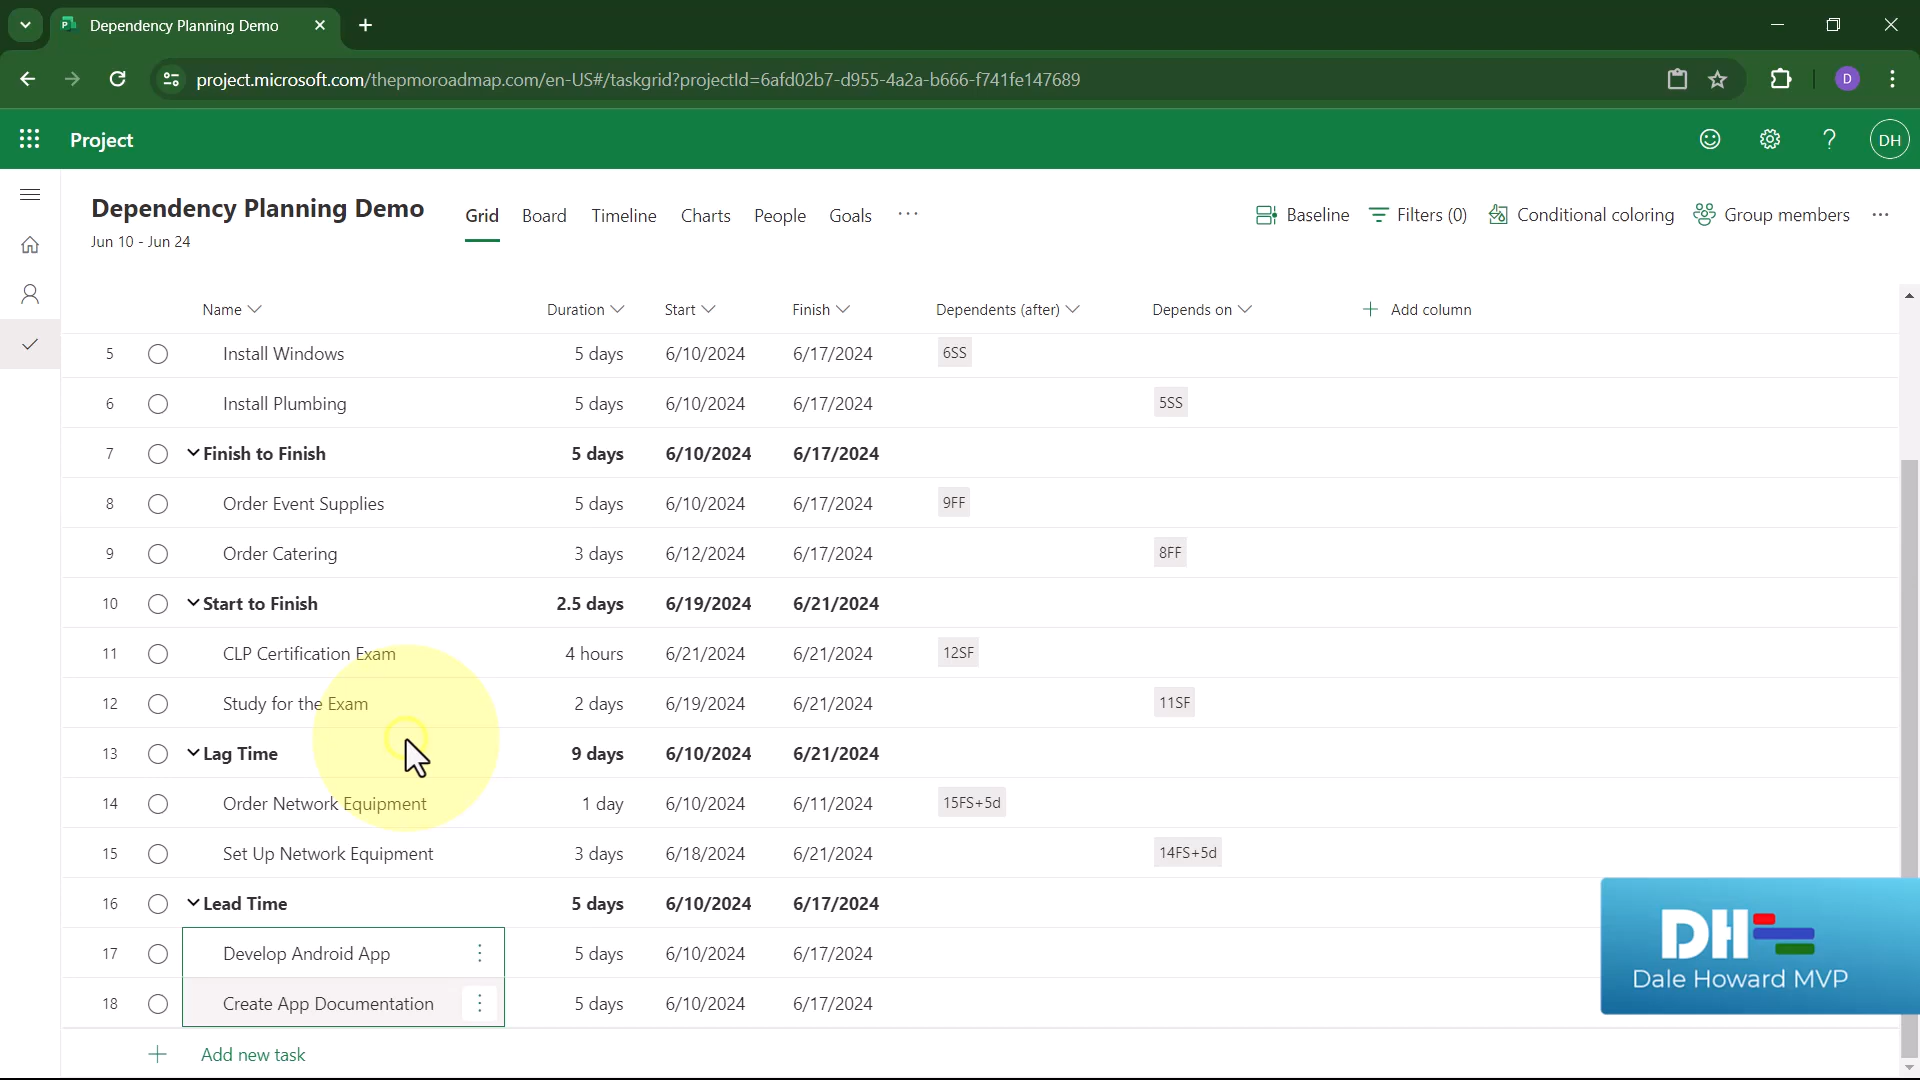 Dependency Planning Demo
project.microsoft.com/thepmoroadmap.com/en-US#/taskgrid?projectId=6afd02b7-d955-4a2a-b666-f741fe147689
D
Project
DH
Dependency Planning Demo
Jun 10 - Jun 24
Grid Board Timeline Charts People Goals ...
Baseline Filters (0) Conditional coloring Group members ...
Name Duration Start Finish Dependents (after) Depends on Add column
5 Install Windows 5 days 6/10/2024 6/17/2024 6SS
6 Install Plumbing 5 days 6/10/2024 6/17/2024 5SS
7 Finish to Finish 5 days 6/10/2024 6/17/2024
8 Order Event Supplies 5 days 6/10/2024 6/17/2024 9FF
9 Order Catering 3 days 6/12/2024 6/17/2024 8FF
10 Start to Finish 2.5 days 6/19/2024 6/21/2024
11 CLP Certification Exam 4 hours 6/21/2024 6/21/2024 12SF
12 Study for the Exam 2 days 6/19/2024 6/21/2024 11SF
13 Lag Time 9 days 6/10/2024 6/21/2024
14 Order Network Equipment 1 day 6/10/2024 6/11/2024 15FS+5d
15 Set Up Network Equipment 3 days 6/18/2024 6/21/2024 14FS+5d
16 Lead Time 5 days 6/10/2024 6/17/2024
17 Develop Android App 5 days 6/10/2024 6/17/2024
18 Create App Documentation 5 days 6/10/2024 6/17/2024
Add new task
DH
Dale Howard MVP